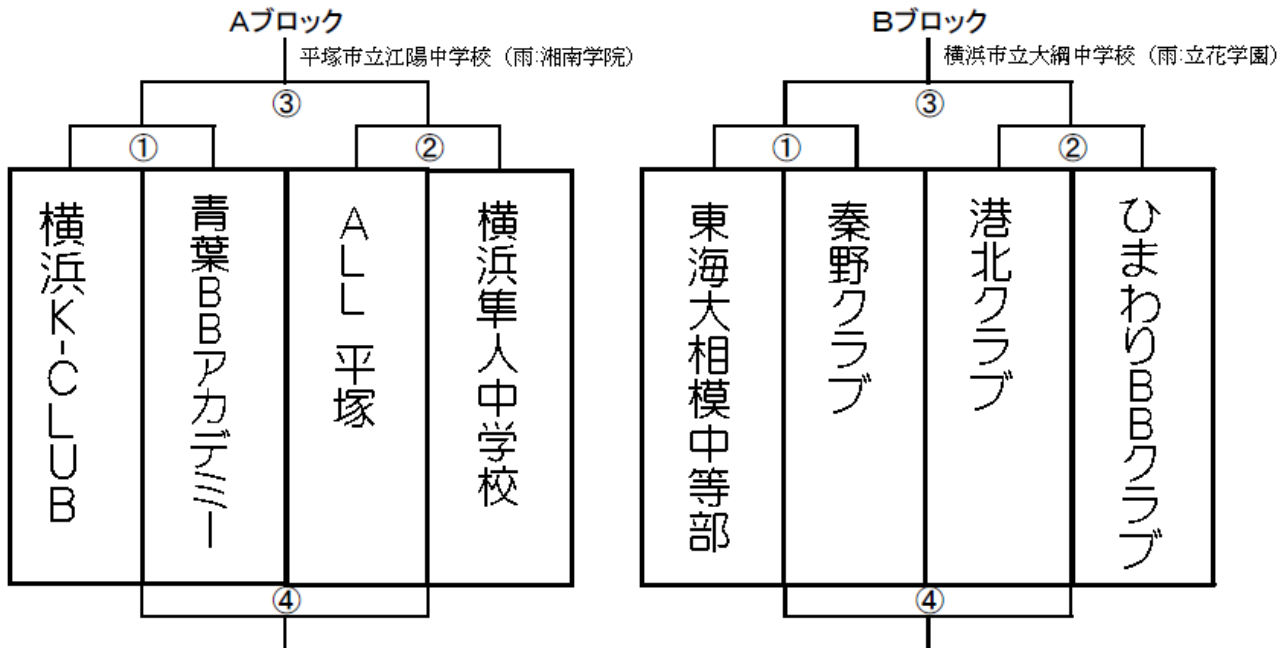 Aブロック
平塚市立江陽中学校（雨:湘南学院）
③
①
②
横浜K-CLUB
青葉BBアカデミー
ALL 平塚
横浜隼人中学校
④
Bブロック
横浜市立大綱中学校（雨:立花学園）
③
①
②
東海大相模中等部
秦野クラブ
港北クラブ
ひまわりBBクラブ
④